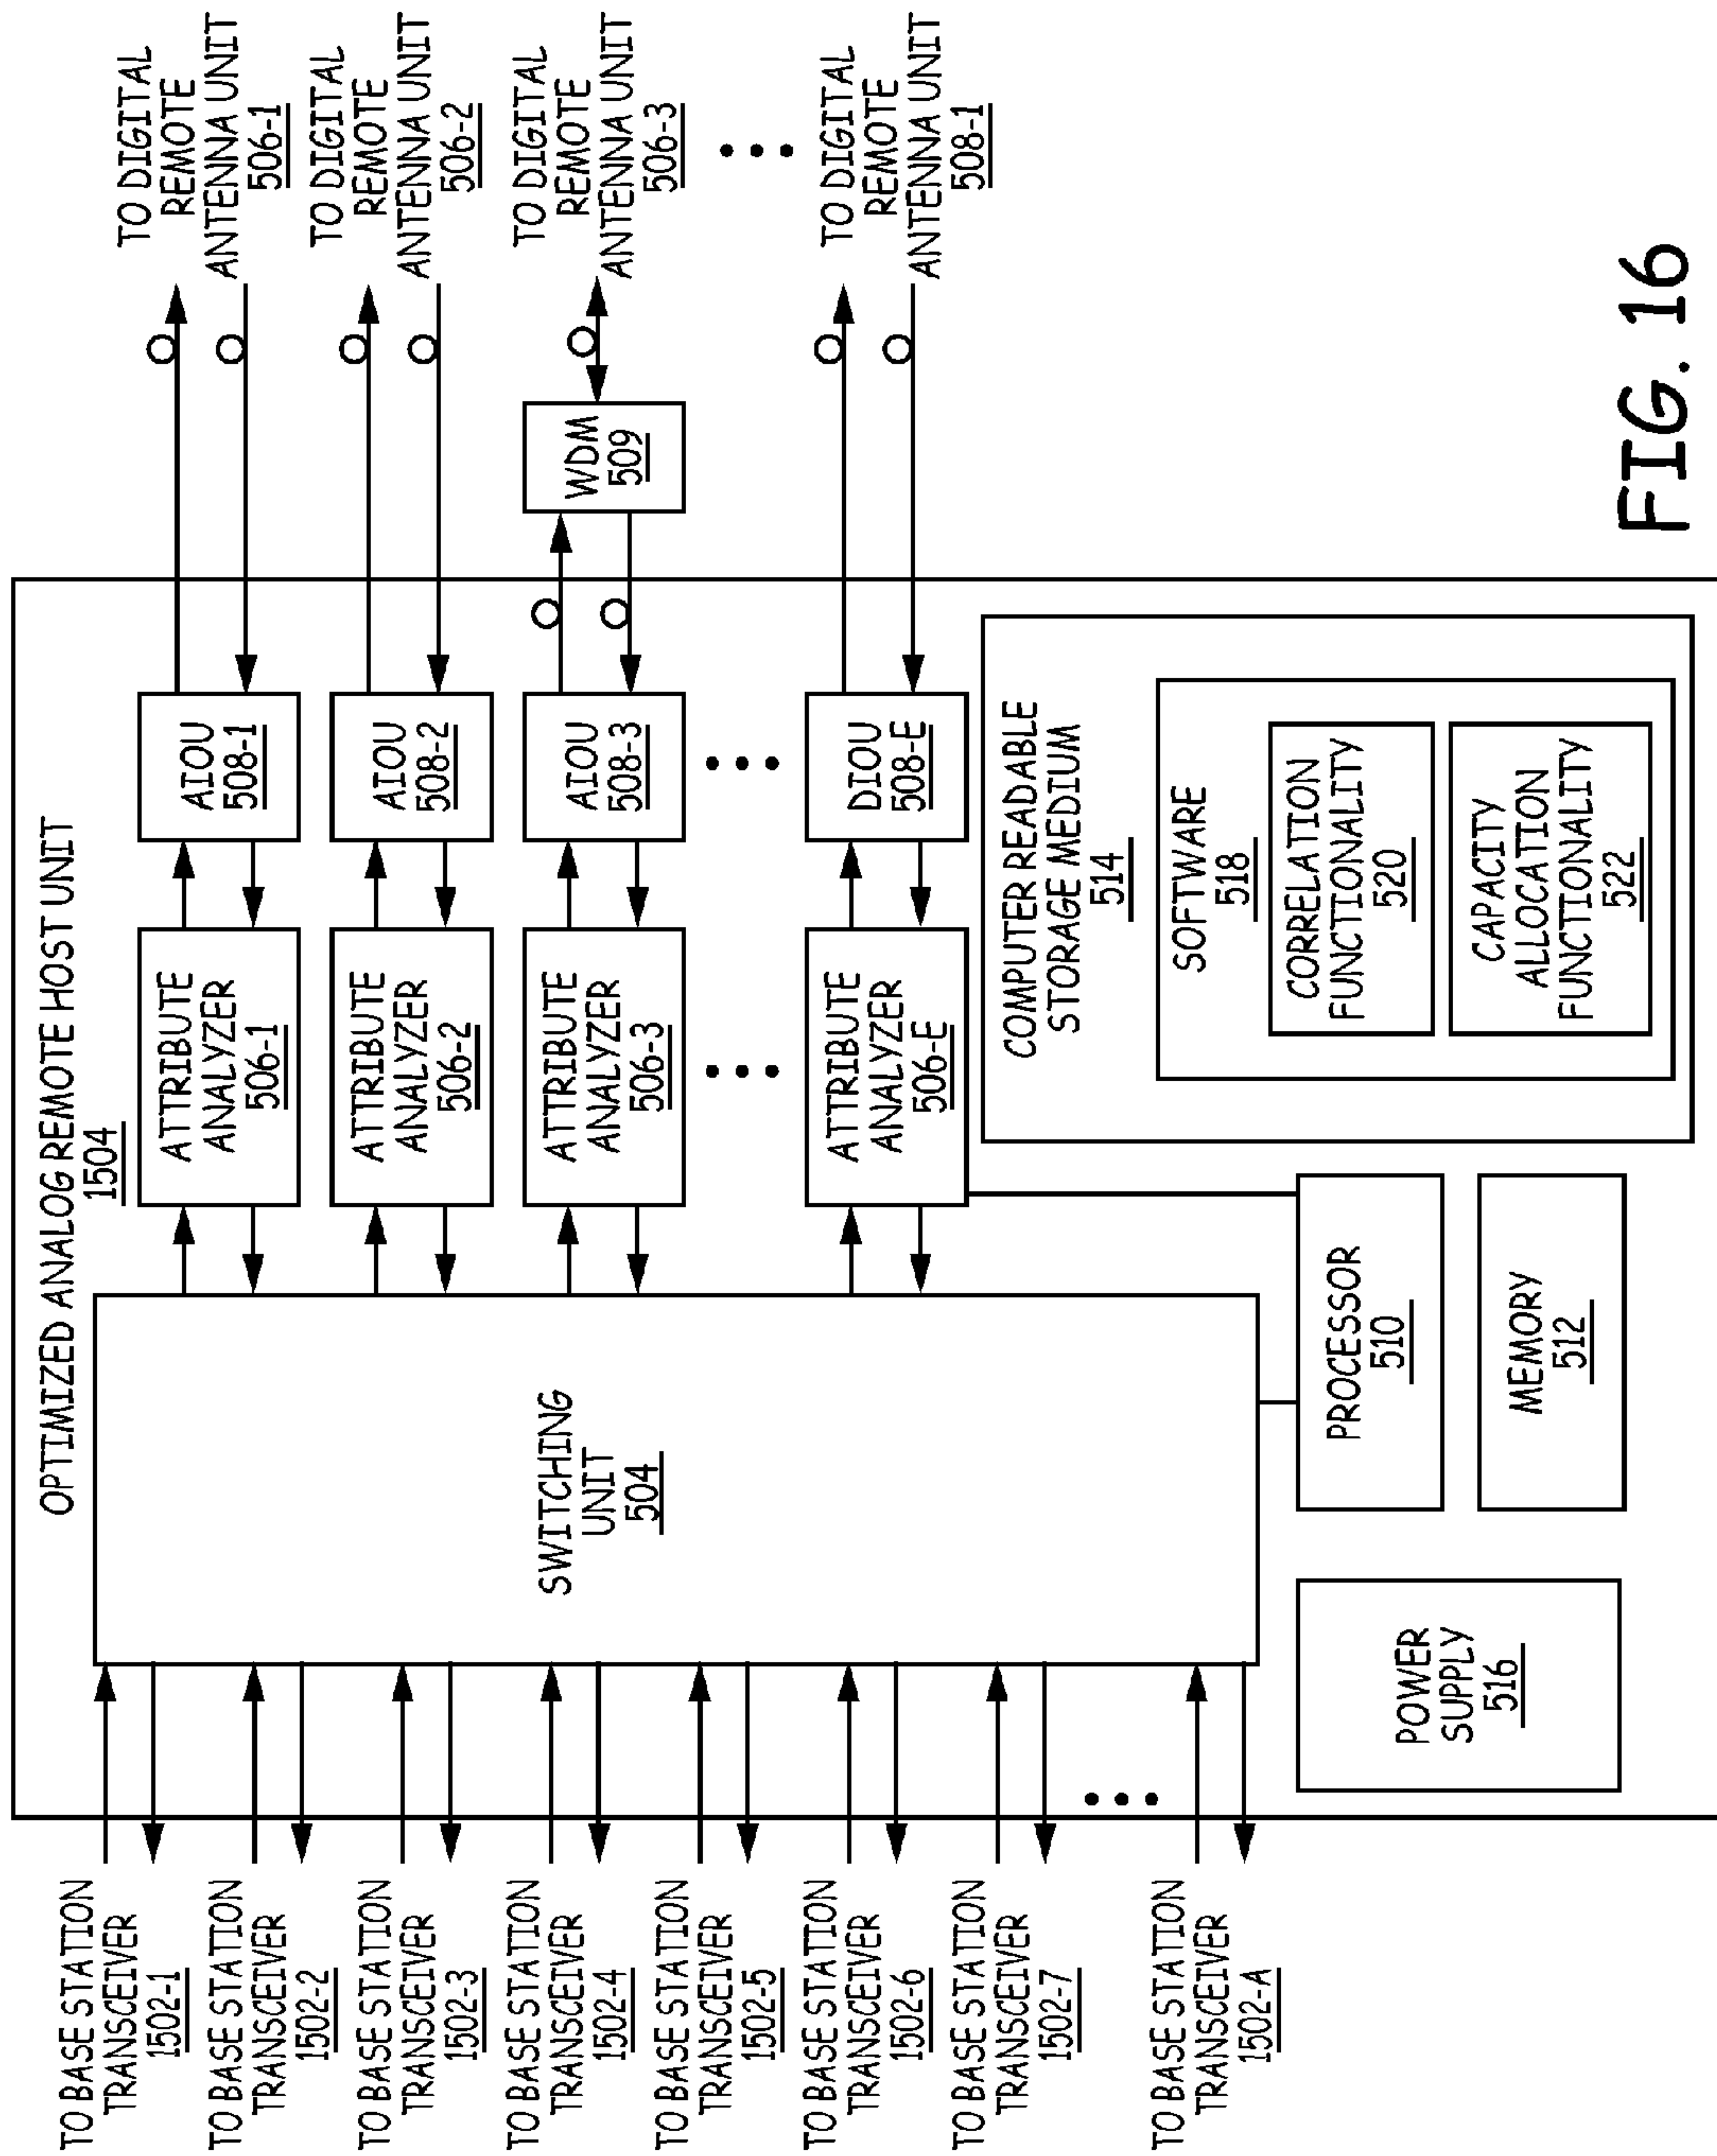 OPTIMIZED ANALOG REMOTE HOST UNIT
1504
TO BASE STATION
TRANSCEIVER
1502-1
TO BASE STATION
TRANSCEIVER
1502-2
TO BASE STATION
TRANSCEIVER
1502-3
TO BASE STATION
TRANSCEIVER
1502-4
TO BASE STATION
TRANSCEIVER
1502-5
TO BASE STATION
TRANSCEIVER
1502-6
TO BASE STATION
TRANSCEIVER
1502-7
TO BASE STATION
TRANSCEIVER
1502-A
SWITCHING
UNIT
504
ATTRIBUTE
ANALYZER
506-1
ATTRIBUTE
ANALYZER
506-2
ATTRIBUTE
ANALYZER
506-3
ATTRIBUTE
ANALYZER
506-E
AIOU
508-1
AIOU
508-2
AIOU
508-3
DIOU
508-E
WDM
509
TO DIGITAL
REMOTE
ANTENNA UNIT
506-1
TO DIGITAL
REMOTE
ANTENNA UNIT
506-2
TO DIGITAL
REMOTE
ANTENNA UNIT
506-3
TO DIGITAL
REMOTE
ANTENNA UNIT
508-1
POWER
SUPPLY
516
PROCESSOR
510
MEMORY
512
COMPUTER READABLE
STORAGE MEDIUM
514
SOFTWARE
518
CORRELATION
FUNCTIONALITY
520
CAPACITY
ALLOCATION
FUNCTIONALITY
522
FIG. 16